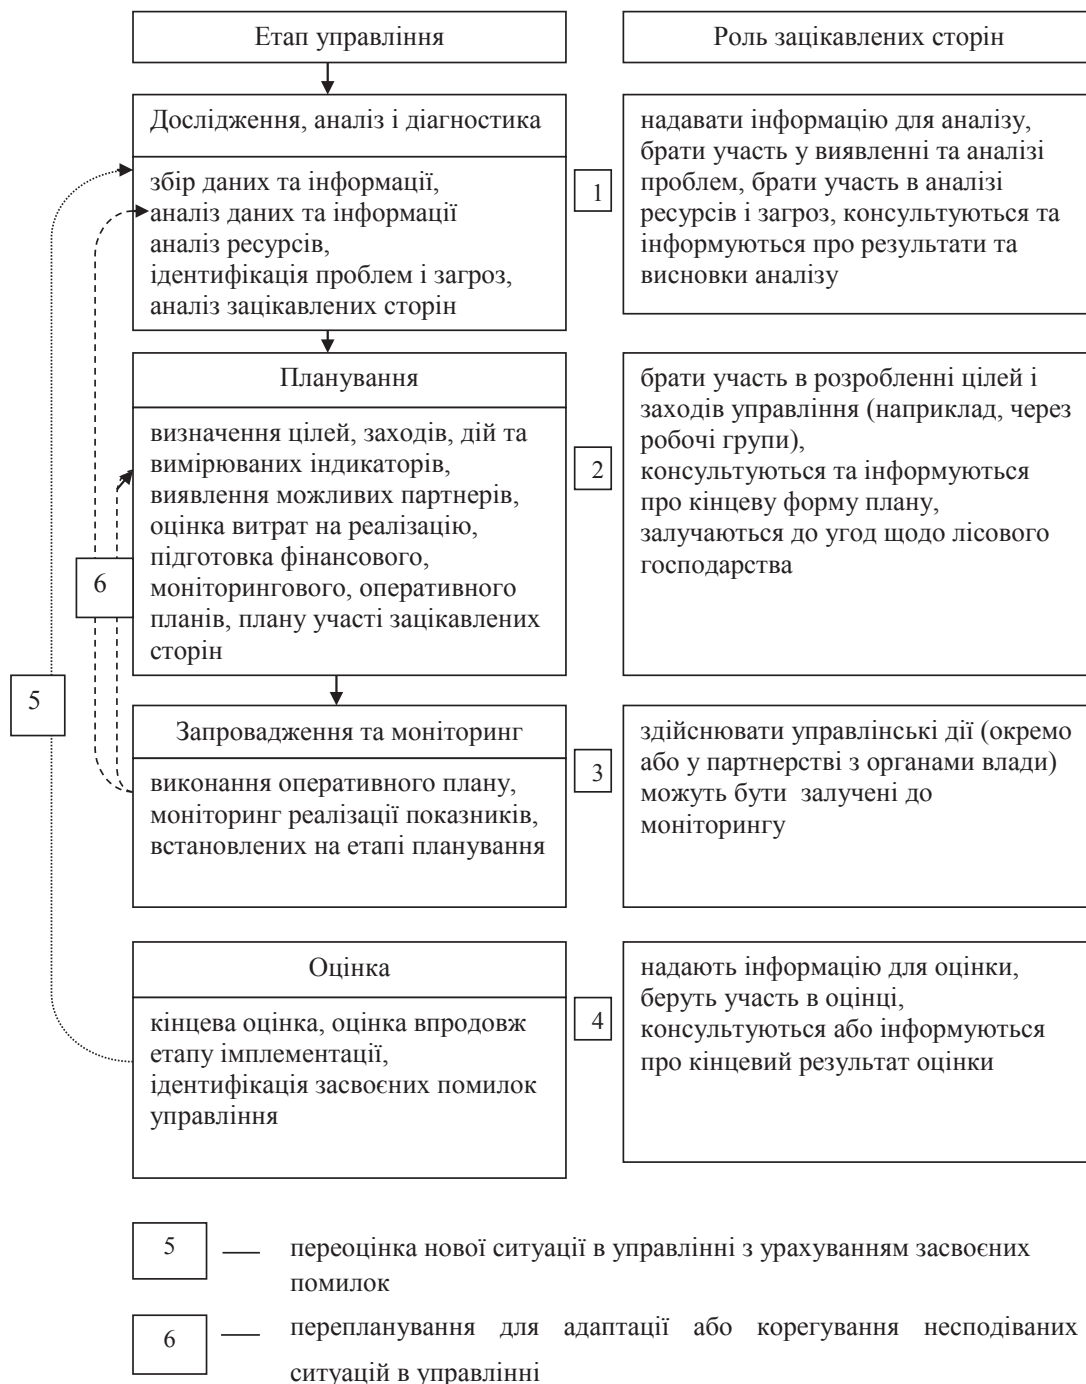 Етап управління
Роль зацікавлених сторін
Дослідження, аналіз і діагностика
збір даних та інформації,
аналіз даних та інформації
аналіз ресурсів,
ідентифікація проблем і загроз,
аналіз зацікавлених сторін
1
надавати інформацію для аналізу,
брати участь у виявленні та аналізі
проблем, брати участь в аналізі
ресурсів і загроз, консультуються та
інформуються про результати та
висновки аналізу
Планування
визначення цілей, заходів, дій та
вимірюваних індикаторів,
виявлення можливих партнерів,
оцінка витрат на реалізацію,
підготовка фінансового,
моніторингового, оперативного
планів, плану участі зацікавлених
сторін
2
брати участь в розробленні цілей і
заходів управління (наприклад, через
робочі групи),
консультуються та інформуються
про кінцеву форму плану,
залучаються до угод щодо лісового
господарства
6
5
Запровадження та моніторинг
виконання оперативного плану,
моніторинг реалізації показників,
встановлених на етапі планування
3
здійснювати управлінські дії (окремо
або у партнерстві з органами влади)
можуть бути залучені до
моніторингу
Оцінка
кінцева оцінка, оцінка впродовж
етапу імплементації,
ідентифікація засвоєних помилок
управління
4
надають інформацію для оцінки,
беруть участь в оцінці,
консультуються або інформуються
про кінцевий результат оцінки
5 — переоцінка нової ситуації в управлінні з урахуванням засвоєних
помилок
6 — перепланування для адаптації або корегування несподіваних
ситуацій в управлінні